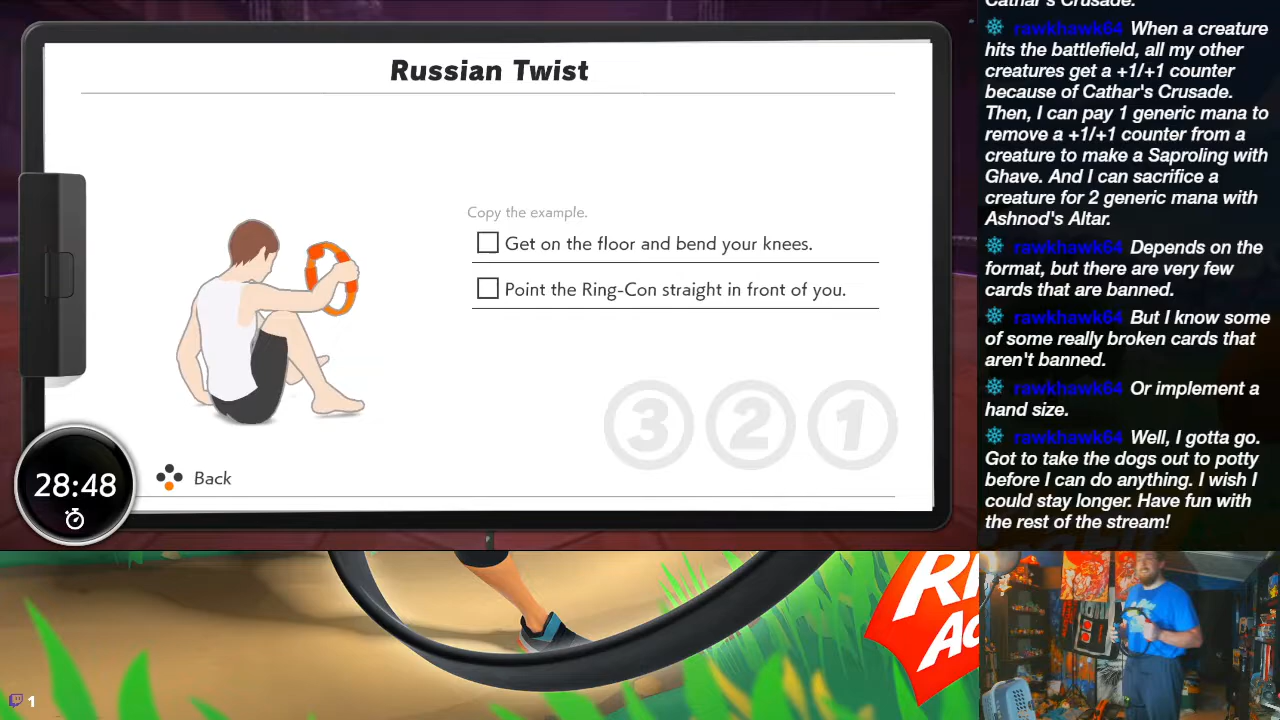 Russian Twist
Copy the example.
Get on the floor and bend your knees.
Point the Ring-Con straight in front of you.
3 2 1
28:48
Back
1
rawkhawk64 When a creature
hits the battlefield, all my other
creatures get a +1/+1 counter
because of Cathar's Crusade.
Then, I can pay 1 generic mana to
remove a +1/+1 counter from a
creature to make a Saproling with
Ghave. And I can sacrifice a
creature for 2 generic mana with
Ashnod's Altar.
rawkhawk64 Depends on the
format, but there are very few
cards that are banned.
rawkhawk64 But I know some
of some really broken cards that
aren't banned.
rawkhawk64 Or implement a
hand size.
rawkhawk64 Well, I gotta go.
Got to take the dogs out to potty
before I can do anything. I wish I
could stay longer. Have fun with
the rest of the stream!